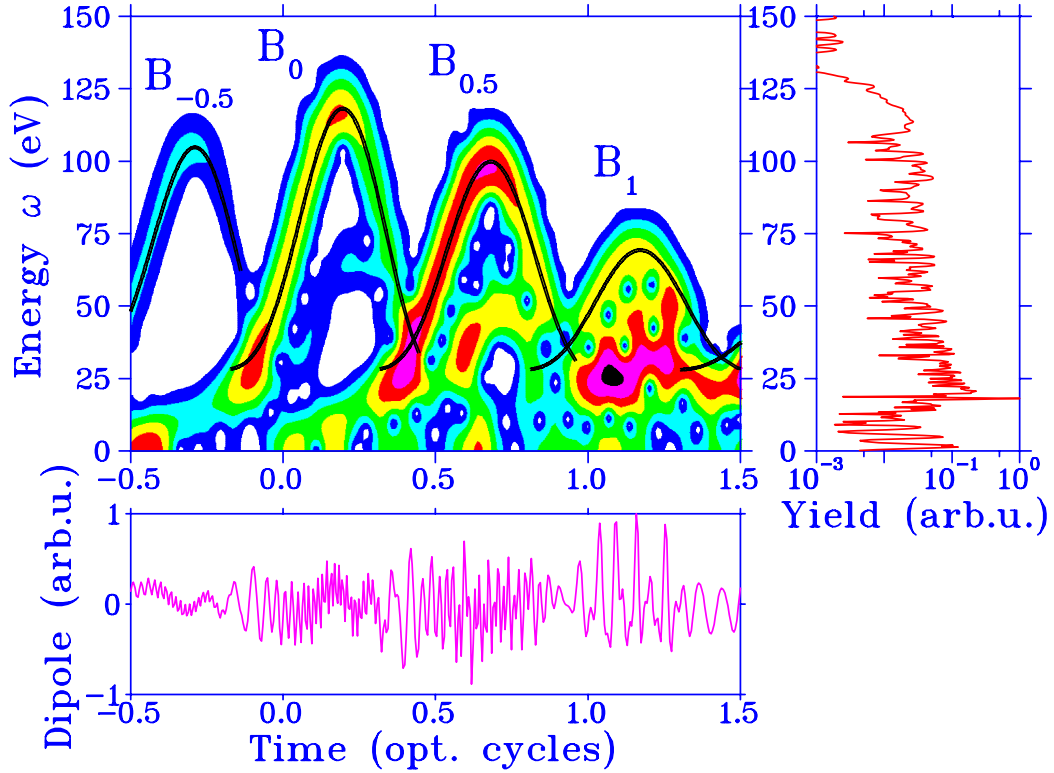 150 150
B₀ B₀.₅
B₋₀.₅
125 125
100 100
B₁
75 75
50 50
25 25
0 0
Energy ω (eV)
−0.5 0.0 0.5 1.0 1.5
10⁻³ 10⁻¹ 10⁰
Yield (arb.u.)
1
0
−1
Dipole (arb.u.)
−0.5 0.0 0.5 1.0 1.5
Time (opt. cycles)